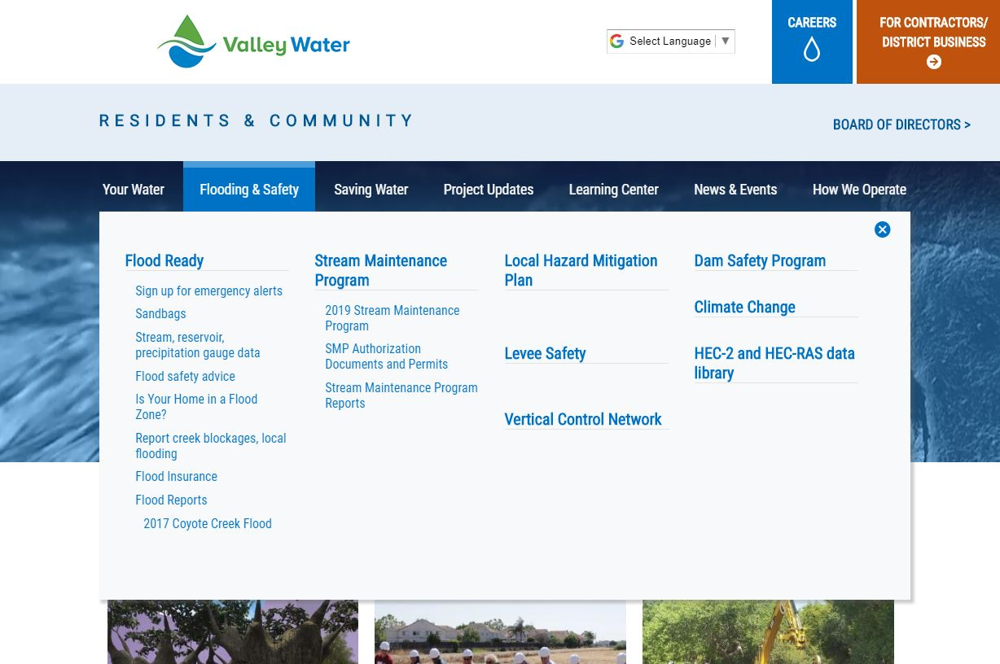 Valley Water
Select Language ▼
CAREERS
FOR CONTRACTORS/
DISTRICT BUSINESS
RESIDENTS & COMMUNITY
BOARD OF DIRECTORS >
Your Water
Flooding & Safety
Saving Water
Project Updates
Learning Center
News & Events
How We Operate
Flood Ready
Sign up for emergency alerts
Sandbags
Stream, reservoir,
precipitation gauge data
Flood safety advice
Is Your Home in a Flood
Zone?
Report creek blockages, local
flooding
Flood Insurance
Flood Reports
2017 Coyote Creek Flood
Stream Maintenance
Program
2019 Stream Maintenance
Program
SMP Authorization
Documents and Permits
Stream Maintenance Program
Reports
Local Hazard Mitigation
Plan
Levee Safety
Vertical Control Network
Dam Safety Program
Climate Change
HEC-2 and HEC-RAS data
library